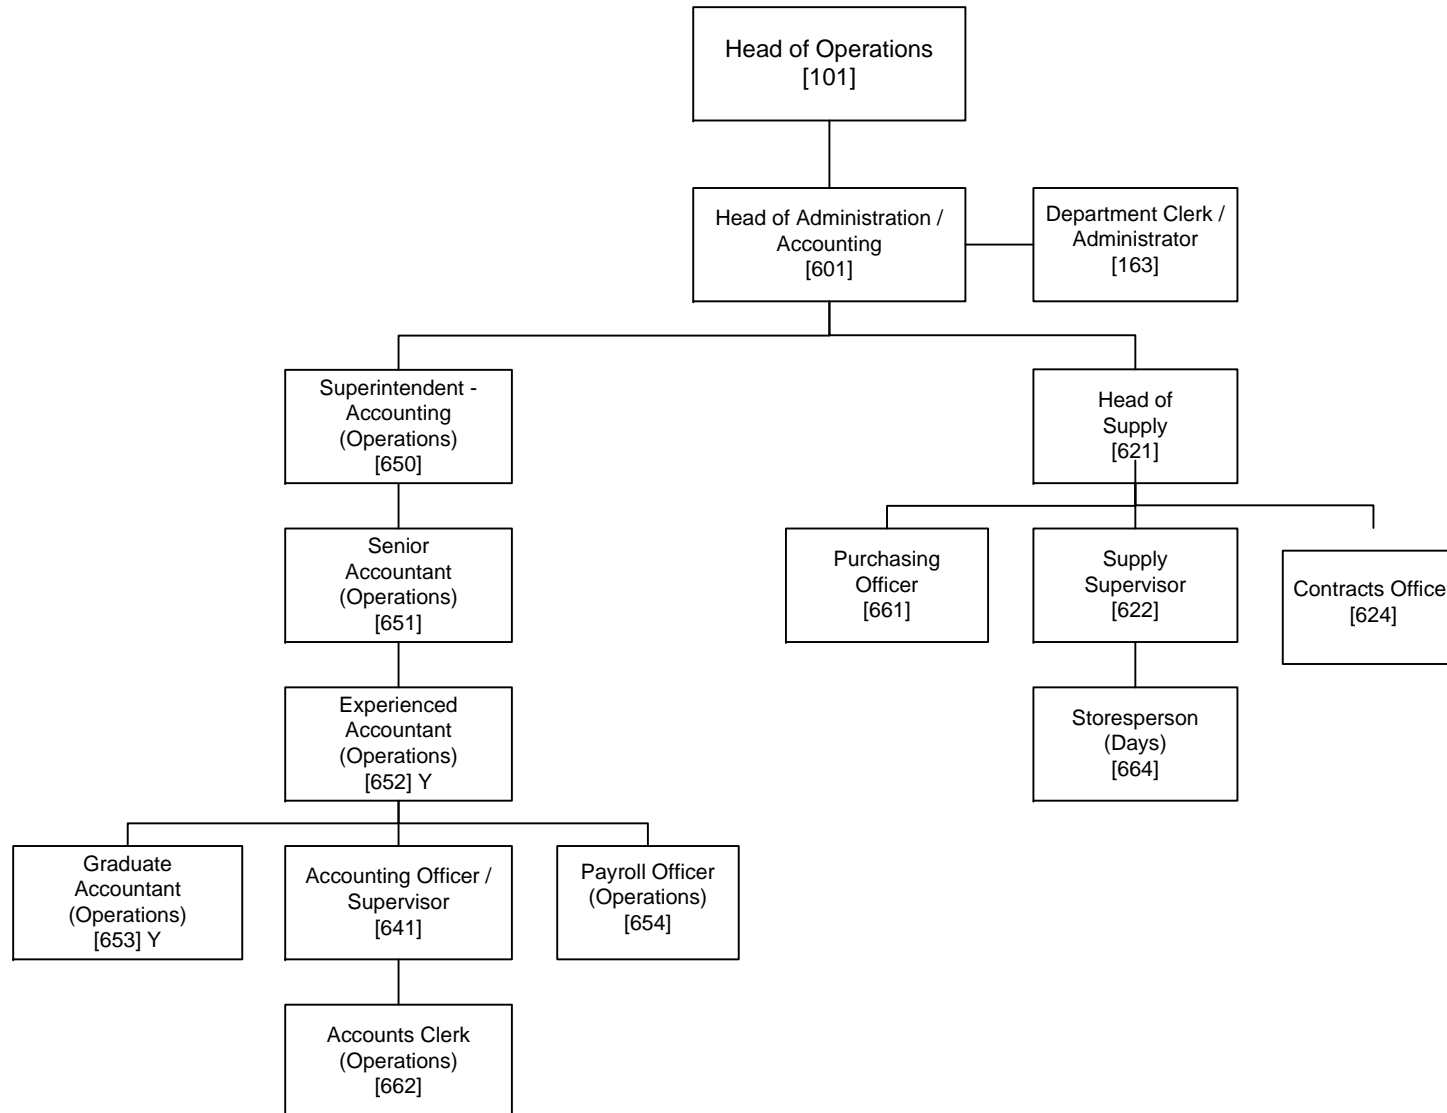 Head of Operations
[101]
Head of Administration /
Accounting
[601]
Department Clerk /
Administrator
[163]
Superintendent -
Accounting
(Operations)
[650]
Head of
Supply
[621]
Senior
Accountant
(Operations)
[651]
Purchasing
Officer
[661]
Supply
Supervisor
[622]
Contracts Office
[624]
Experienced
Accountant
(Operations)
[652] Y
Storesperson
(Days)
[664]
Graduate
Accountant
(Operations)
[653] Y
Accounting Officer /
Supervisor
[641]
Payroll Officer
(Operations)
[654]
Accounts Clerk
(Operations)
[662]